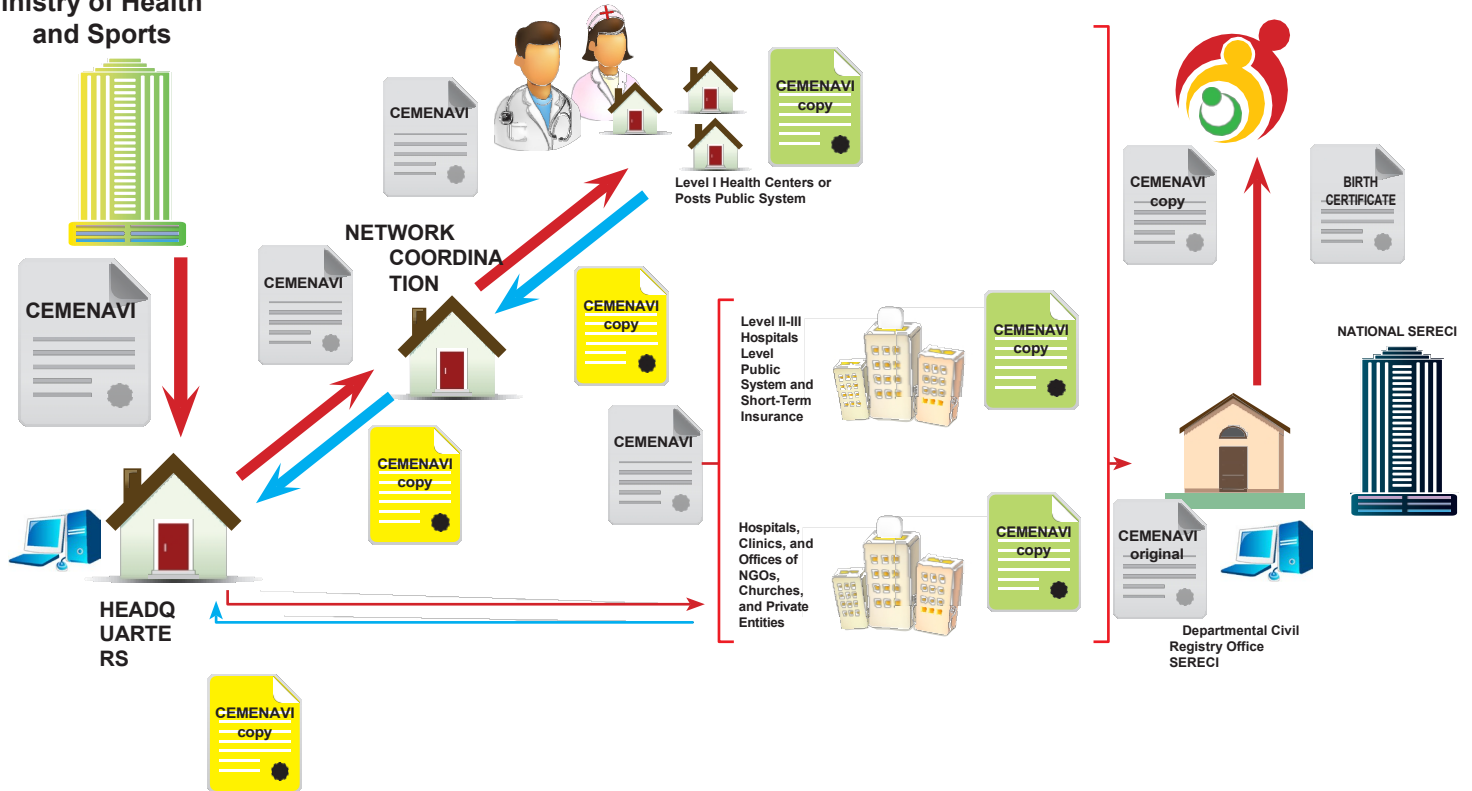 nistry of Health
and Sports
CEMENAVI
CEMENAVI
copy
Level I Health Centers or
Posts Public System
CEMENAVI
copy
BIRTH
CERTIFICATE
NETWORK
COORDINA
TION
CEMENAVI
CEMENAVI
CEMENAVI
copy
Level II-III
Hospitals
Level
Public
System and
Short-Term
Insurance
CEMENAVI
copy
NATIONAL SERECI
CEMENAVI
copy
CEMENAVI
Hospitals,
Clinics, and
Offices of
NGOs,
Churches,
and Private
Entities
CEMENAVI
copy
CEMENAVI
original
HEADQ
UARTE
RS
Departmental Civil
Registry Office
SERECI
CEMENAVI
copy